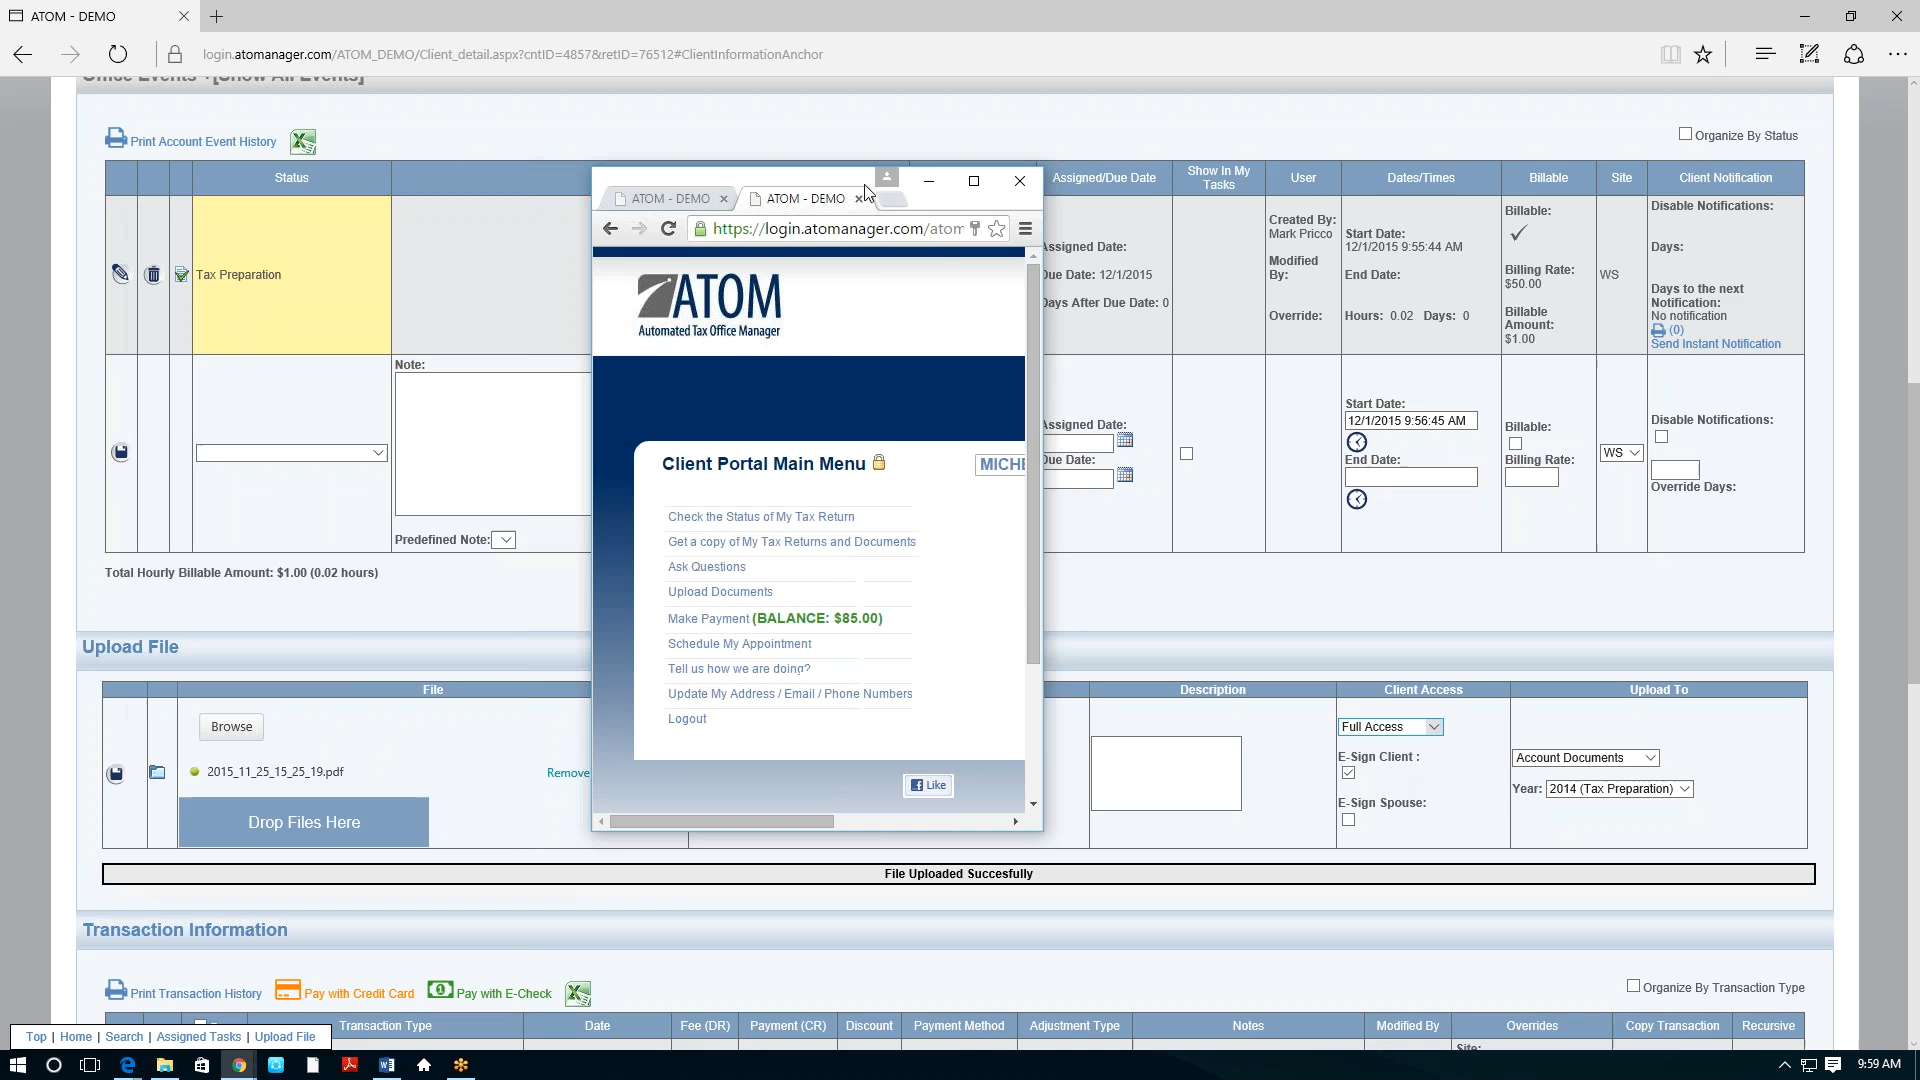 ATOM - DEMO
login.atomanager.com/ATOM_DEMO/Client_detail.aspx?cntID=4857&retID=76512#ClientInformationAnchor
Office Events +[Show All Events]
Print Account Event History
Organize By Status
Status
Assigned/Due Date
Show In My Tasks
User
Dates/Times
Billable
Site
Client Notification
Tax Preparation
Assigned Date:
Due Date: 12/1/2015
Days After Due Date: 0
Created By:
Mark Pricco
Modified
By:
Override:
Start Date:
12/1/2015 9:55:44 AM
End Date:
Hours: 0.02 Days: 0
Billable:
Billing Rate:
$50.00
Billable
Amount:
$1.00
WS
Disable Notifications:
Days:
Days to the next
Notification:
No notification
(0)
Send Instant Notification
Note:
Predefined Note:
Assigned Date:
Due Date:
Start Date:
12/1/2015 9:56:45 AM
End Date:
Billable:
Billing Rate:
WS
Disable Notifications:
Override Days:
Total Hourly Billable Amount: $1.00 (0.02 hours)
ATOM - DEMO
ATOM - DEMO
https://login.atomanager.com/atom
ATOM
Automated Tax Office Manager
Client Portal Main Menu
MICHE
Check the Status of My Tax Return
Get a copy of My Tax Returns and Documents
Ask Questions
Upload Documents
Make Payment (BALANCE: $85.00)
Schedule My Appointment
Tell us how we are doing?
Update My Address / Email / Phone Numbers
Logout
Like
Upload File
File
Description
Client Access
Upload To
Browse
2015_11_25_15_25_19.pdf
Remove
Drop Files Here
Full Access
E-Sign Client :
E-Sign Spouse:
Account Documents
Year: 2014 (Tax Preparation)
File Uploaded Succesfully
Transaction Information
Print Transaction History
Pay with Credit Card
Pay with E-Check
Organize By Transaction Type
Transaction Type
Date
Fee (DR)
Payment (CR)
Discount
Payment Method
Adjustment Type
Notes
Modified By
Overrides
Copy Transaction
Recursive
Site:
Top | Home | Search | Assigned Tasks | Upload File
9:59 AM